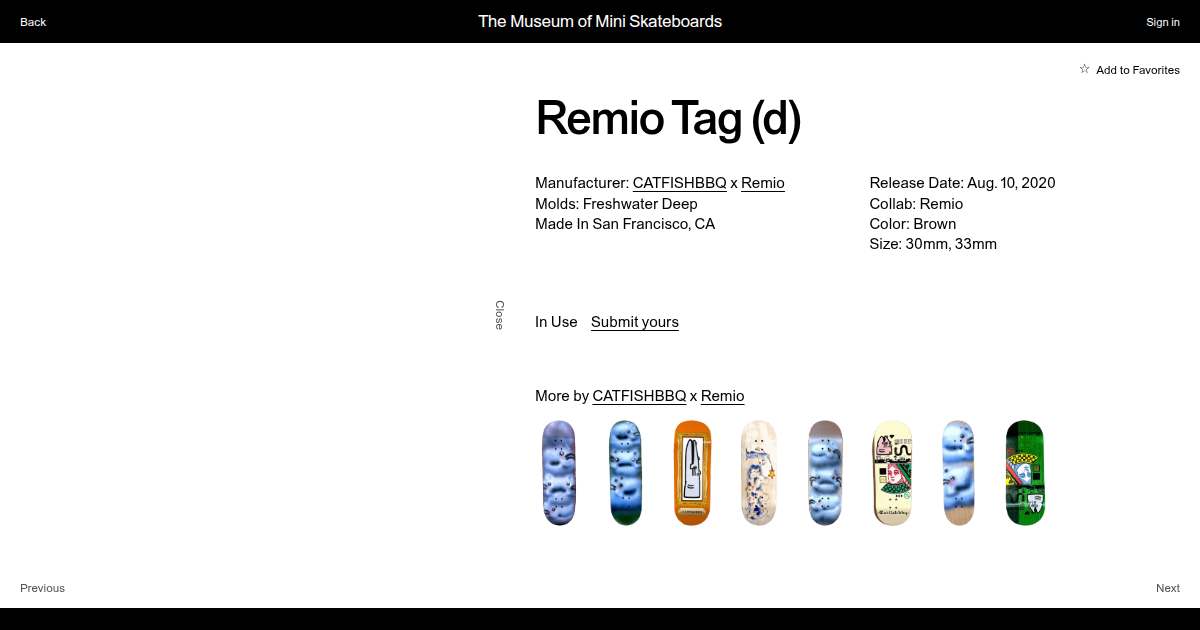 Back
The Museum of Mini Skateboards
Sign in
☆ Add to Favorites
Remio Tag (d)
Manufacturer: CATFISHBBQ x Remio
Molds: Freshwater Deep
Made In San Francisco, CA
Release Date: Aug. 10, 2020
Collab: Remio
Color: Brown
Size: 30mm, 33mm
Close
In Use Submit yours
More by CATFISHBBQ x Remio
Previous
Next